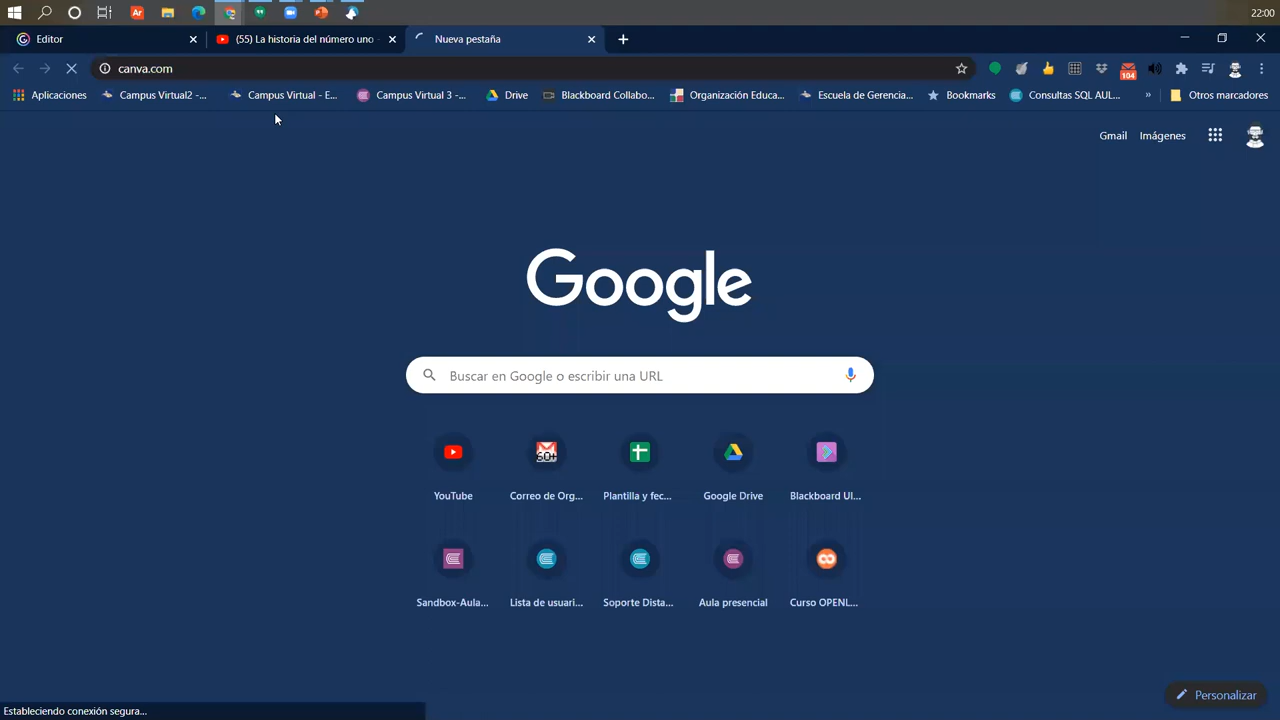 Ar
22:00
Editor
(55) La historia del número uno -
Nueva pestaña
canva.com
104
Aplicaciones
Campus Virtual2 -...
Campus Virtual - E...
Campus Virtual 3 -...
Drive
Blackboard Collabo...
Organización Educa...
Escuela de Gerencia...
Bookmarks
Consultas SQL AUL...
»
Otros marcadores
Gmail
Imágenes
Google
Buscar en Google o escribir una URL
60+
YouTube
Correo de Org...
Plantilla y fec...
Google Drive
Blackboard Ul...
Sandbox-Aula...
Lista de usuari...
Soporte Dista...
Aula presencial
Curso OPENL...
Personalizar
Estableciendo conexión segura...